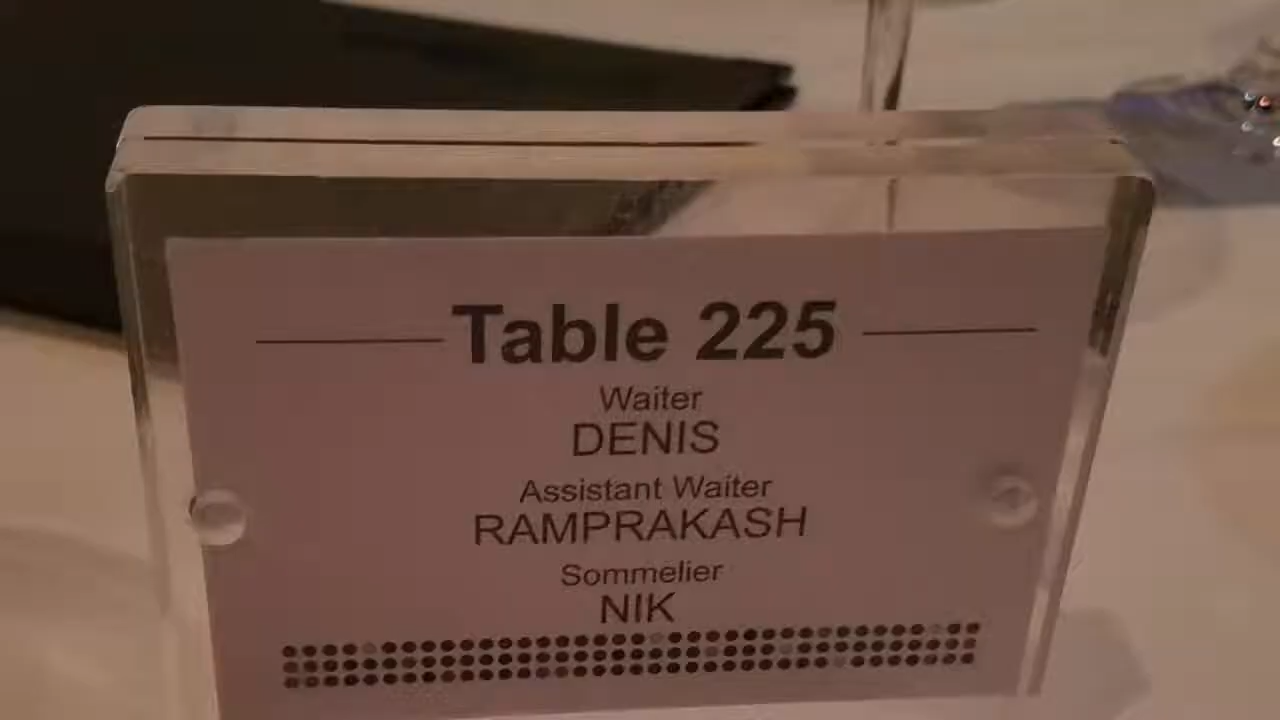 Table 225
Waiter
DENIS
Assistant Waiter
RAMPRAKASH
Sommelier
NIK